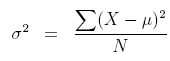 σ² = ∑(X − μ)² / N